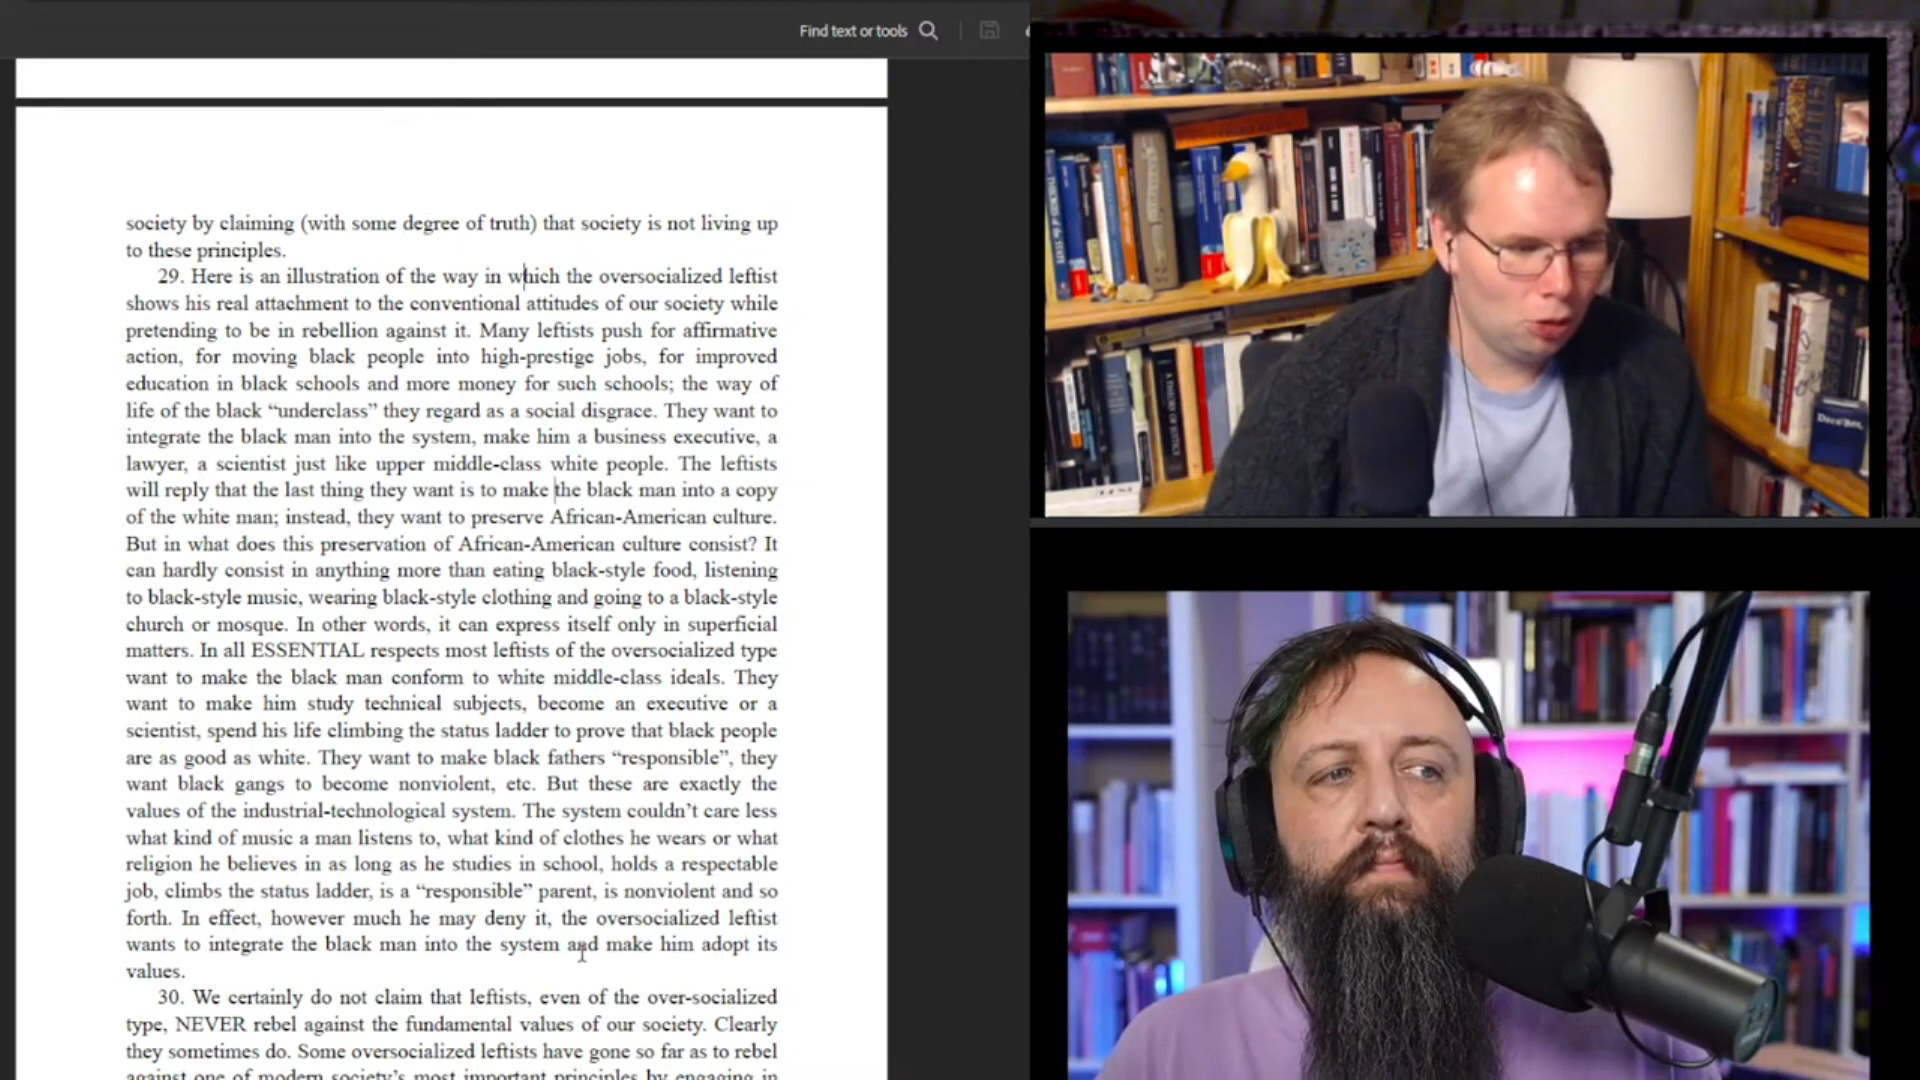 Find text or tools
society by claiming (with some degree of truth) that society is not living up
to these principles.
29. Here is an illustration of the way in which the oversocialized leftist
shows his real attachment to the conventional attitudes of our society while
pretending to be in rebellion against it. Many leftists push for affirmative
action, for moving black people into high-prestige jobs, for improved
education in black schools and more money for such schools; the way of
life of the black “underclass” they regard as a social disgrace. They want to
integrate the black man into the system, make him a business executive, a
lawyer, a scientist just like upper middle-class white people. The leftists
will reply that the last thing they want is to make the black man into a copy
of the white man; instead, they want to preserve African-American culture.
But in what does this preservation of African-American culture consist? It
can hardly consist in anything more than eating black-style food, listening
to black-style music, wearing black-style clothing and going to a black-style
church or mosque. In other words, it can express itself only in superficial
matters. In all ESSENTIAL respects most leftists of the oversocialized type
want to make the black man conform to white middle-class ideals. They
want to make him study technical subjects, become an executive or a
scientist, spend his life climbing the status ladder to prove that black people
are as good as white. They want to make black fathers “responsible”, they
want black gangs to become nonviolent, etc. But these are exactly the
values of the industrial-technological system. The system couldn’t care less
what kind of music a man listens to, what kind of clothes he wears or what
religion he believes in as long as he studies in school, holds a respectable
job, climbs the status ladder, is a “responsible” parent, is nonviolent and so
forth. In effect, however much he may deny it, the oversocialized leftist
wants to integrate the black man into the system and make him adopt its
values.
30. We certainly do not claim that leftists, even of the over-socialized
type, NEVER rebel against the fundamental values of our society. Clearly
they sometimes do. Some oversocialized leftists have gone so far as to rebel
against one of modern society’s most important principles by engaging in
A THEORY OF JUSTICE